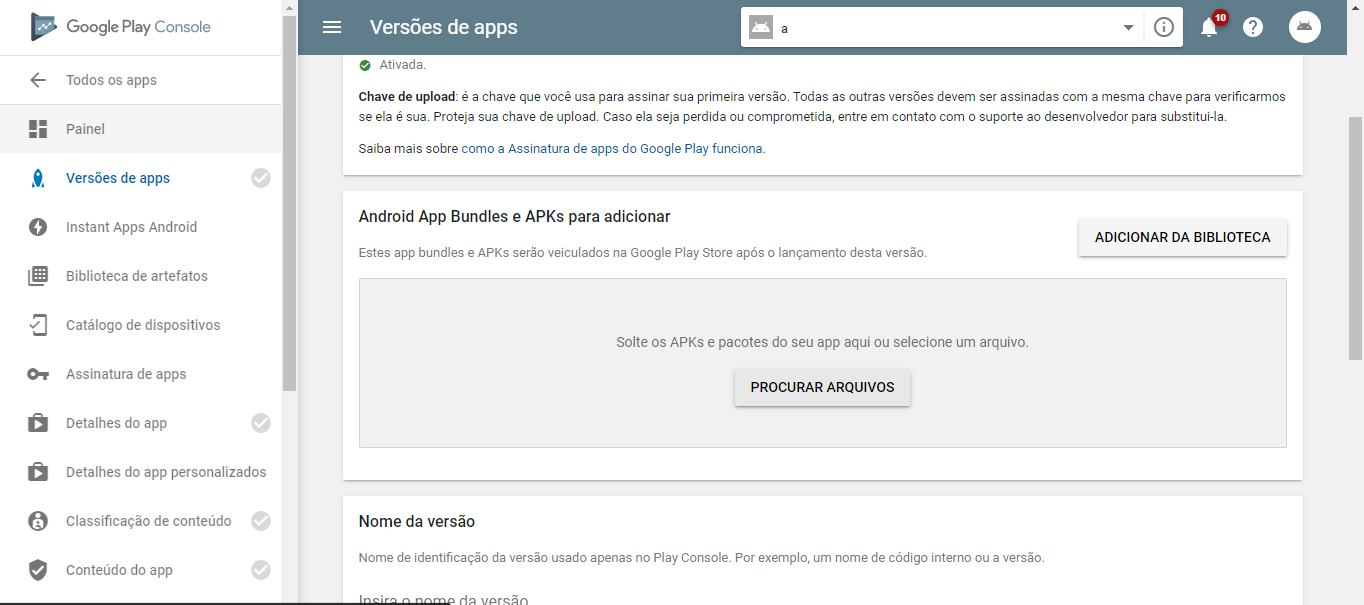 Google Play Console
Todos os apps
Painel
Versões de apps
Instant Apps Android
Biblioteca de artefatos
Catálogo de dispositivos
Assinatura de apps
Detalhes do app
Detalhes do app personalizados
Classificação de conteúdo
Conteúdo do app
Versões de apps
a
10
Ativada.
Chave de upload: é a chave que você usa para assinar sua primeira versão. Todas as outras versões devem ser assinadas com a mesma chave para verificarmos
se ela é sua. Proteja sua chave de upload. Caso ela seja perdida ou comprometida, entre em contato com o suporte ao desenvolvedor para substituí-la.
Saiba mais sobre como a Assinatura de apps do Google Play funciona.
Android App Bundles e APKs para adicionar
ADICIONAR DA BIBLIOTECA
Estes app bundles e APKs serão veiculados na Google Play Store após o lançamento desta versão.
Solte os APKs e pacotes do seu app aqui ou selecione um arquivo.
PROCURAR ARQUIVOS
Nome da versão
Nome de identificação da versão usado apenas no Play Console. Por exemplo, um nome de código interno ou a versão.
Insira o nome da versão